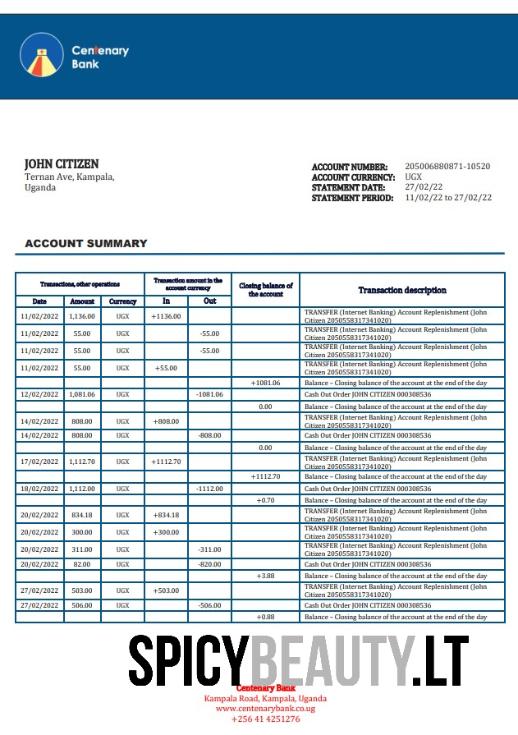 Centenary
Bank
JOHN CITIZEN
Ternan Ave, Kampala,
Uganda
ACCOUNT NUMBER: 205006880871-10520
ACCOUNT CURRENCY: UGX
STATEMENT DATE: 27/02/22
STATEMENT PERIOD: 11/02/22 to 27/02/22
ACCOUNT SUMMARY
Transactions, other operations
Transaction amount in the
account currency
Closing balance of
the account
Transaction description
Date Amount Currency In Out
11/02/2022 1,136.00 UGX +1136.00 TRANSFER (Internet Banking) Account Replenishment (John
Citizen 2050558317341020)
11/02/2022 55.00 UGX -55.00 TRANSFER (Internet Banking) Account Replenishment (John
Citizen 2050558317341020)
11/02/2022 55.00 UGX -55.00 TRANSFER (Internet Banking) Account Replenishment (John
Citizen 2050558317341020)
11/02/2022 55.00 UGX +55.00 TRANSFER (Internet Banking) Account Replenishment (John
Citizen 2050558317341020)
+1081.06 Balance – Closing balance of the account at the end of the day
12/02/2022 1,081.06 UGX -1081.06 Cash Out Order JOHN CITIZEN 000308536
0.00 Balance – Closing balance of the account at the end of the day
14/02/2022 808.00 UGX +808.00 TRANSFER (Internet Banking) Account Replenishment (John
Citizen 2050558317341020)
14/02/2022 808.00 UGX -808.00 Cash Out Order JOHN CITIZEN 000308536
0.00 Balance – Closing balance of the account at the end of the day
17/02/2022 1,112.70 UGX +1112.70 TRANSFER (Internet Banking) Account Replenishment (John
Citizen 2050558317341020)
+1112.70 Balance – Closing balance of the account at the end of the day
18/02/2022 1,112.00 UGX -1112.00 Cash Out Order JOHN CITIZEN 000308536
+0.70 Balance – Closing balance of the account at the end of the day
20/02/2022 834.18 UGX +834.18 TRANSFER (Internet Banking) Account Replenishment (John
Citizen 2050558317341020)
20/02/2022 300.00 UGX +300.00 TRANSFER (Internet Banking) Account Replenishment (John
Citizen 2050558317341020)
20/02/2022 311.00 UGX -311.00 TRANSFER (Internet Banking) Account Replenishment (John
Citizen 2050558317341020)
20/02/2022 82.00 UGX -820.00 Cash Out Order JOHN CITIZEN 000308536
+3.88 Balance – Closing balance of the account at the end of the day
27/02/2022 503.00 UGX +503.00 TRANSFER (Internet Banking) Account Replenishment (John
Citizen 2050558317341020)
27/02/2022 506.00 UGX -506.00 Cash Out Order JOHN CITIZEN 000308536
+0.88 Balance – Closing balance of the account at the end of the day
SPICYBEAUTY.LT
Centenary Bank
Kampala Road, Kampala, Uganda
www.centenarybank.co.ug
+256 41 4251276